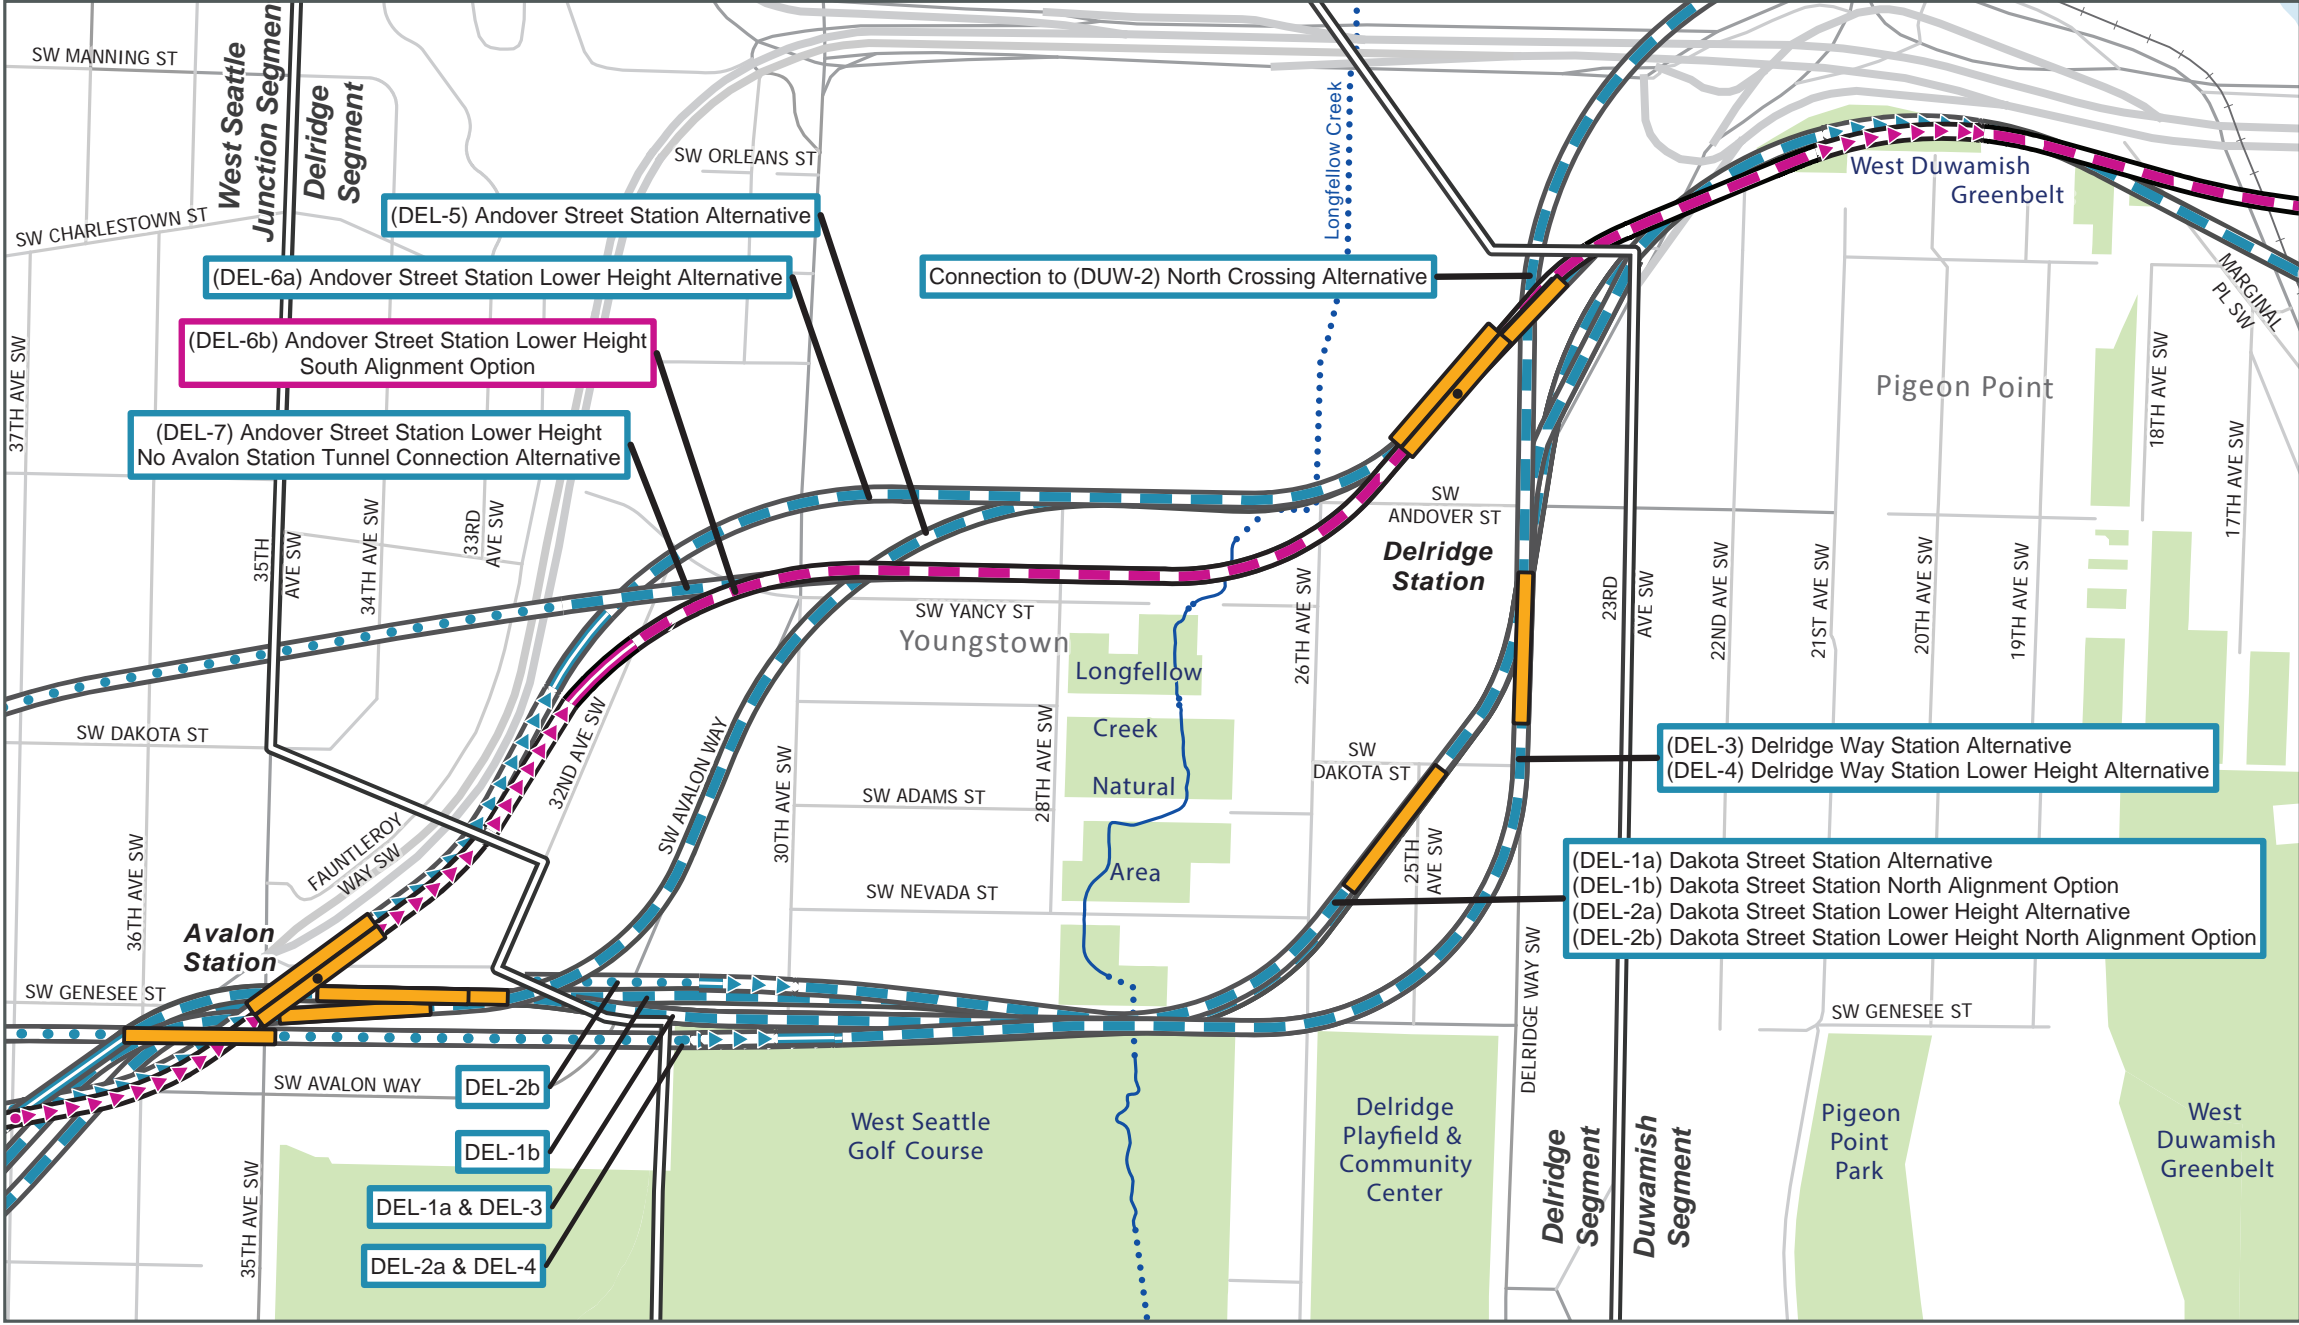 SW MANNING ST
West Seattle
Junction Segmen
Delridge
Segment
SW ORLEANS ST
Longfellow Creek
SW CHARLESTOWN ST
(DEL-5) Andover Street Station Alternative
(DEL-6a) Andover Street Station Lower Height Alternative
Connection to (DUW-2) North Crossing Alternative
(DEL-6b) Andover Street Station Lower Height
South Alignment Option
(DEL-7) Andover Street Station Lower Height
No Avalon Station Tunnel Connection Alternative
West Duwamish
Greenbelt
MARGINAL
PL SW
Pigeon Point
37TH AVE SW
18TH AVE SW
17TH AVE SW
35TH
AVE SW
34TH AVE SW
33RD
AVE SW
SW
ANDOVER ST
Delridge
Station
26TH AVE SW
23RD
AVE SW
22ND AVE SW
21ST AVE SW
20TH AVE SW
19TH AVE SW
SW YANCY ST
Youngstown
Longfellow
Creek
Natural
Area
SW DAKOTA ST
32ND AVE SW
SW AVALON WAY
30TH AVE SW
28TH AVE SW
SW ADAMS ST
SW NEVADA ST
SW
DAKOTA ST
25TH
AVE SW
(DEL-3) Delridge Way Station Alternative
(DEL-4) Delridge Way Station Lower Height Alternative
(DEL-1a) Dakota Street Station Alternative
(DEL-1b) Dakota Street Station North Alignment Option
(DEL-2a) Dakota Street Station Lower Height Alternative
(DEL-2b) Dakota Street Station Lower Height North Alignment Option
36TH AVE SW
FAUNTLEROY
WAY SW
Avalon
Station
SW GENESEE ST
DELRIDGE WAY SW
SW GENESEE ST
SW AVALON WAY
DEL-2b
DEL-1b
DEL-1a & DEL-3
DEL-2a & DEL-4
35TH AVE SW
West Seattle
Golf Course
Delridge
Playfield &
Community
Center
Delridge
Segment
Duwamish
Segment
Pigeon
Point
Park
West
Duwamish
Greenbelt